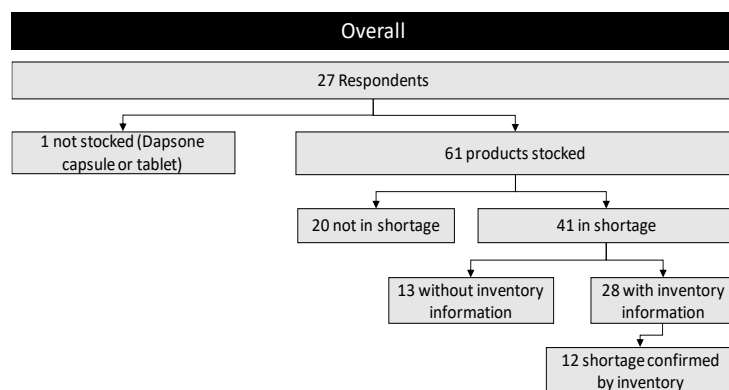 Overall
27 Respondents
1 not stocked (Dapsone
capsule or tablet)
61 products stocked
20 not in shortage
41 in shortage
13 without inventory
information
28 with inventory
information
12 shortage confirmed
by inventory